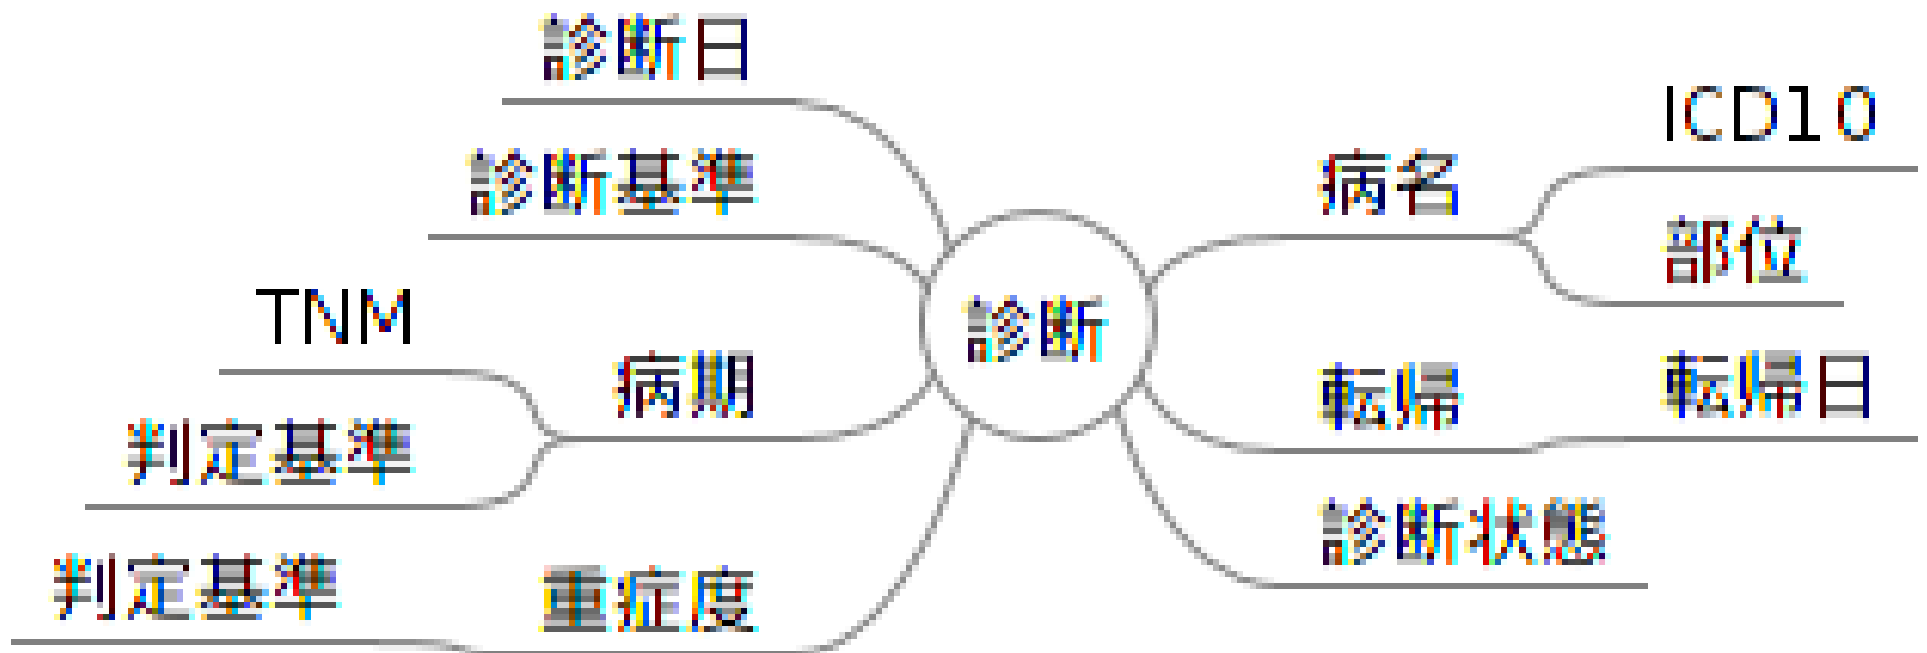 診断日
ICD10
診断基準
病名
部位
TNM
診断
病期
転帰
転帰日
判定基準
診断状態
判定基準
重症度